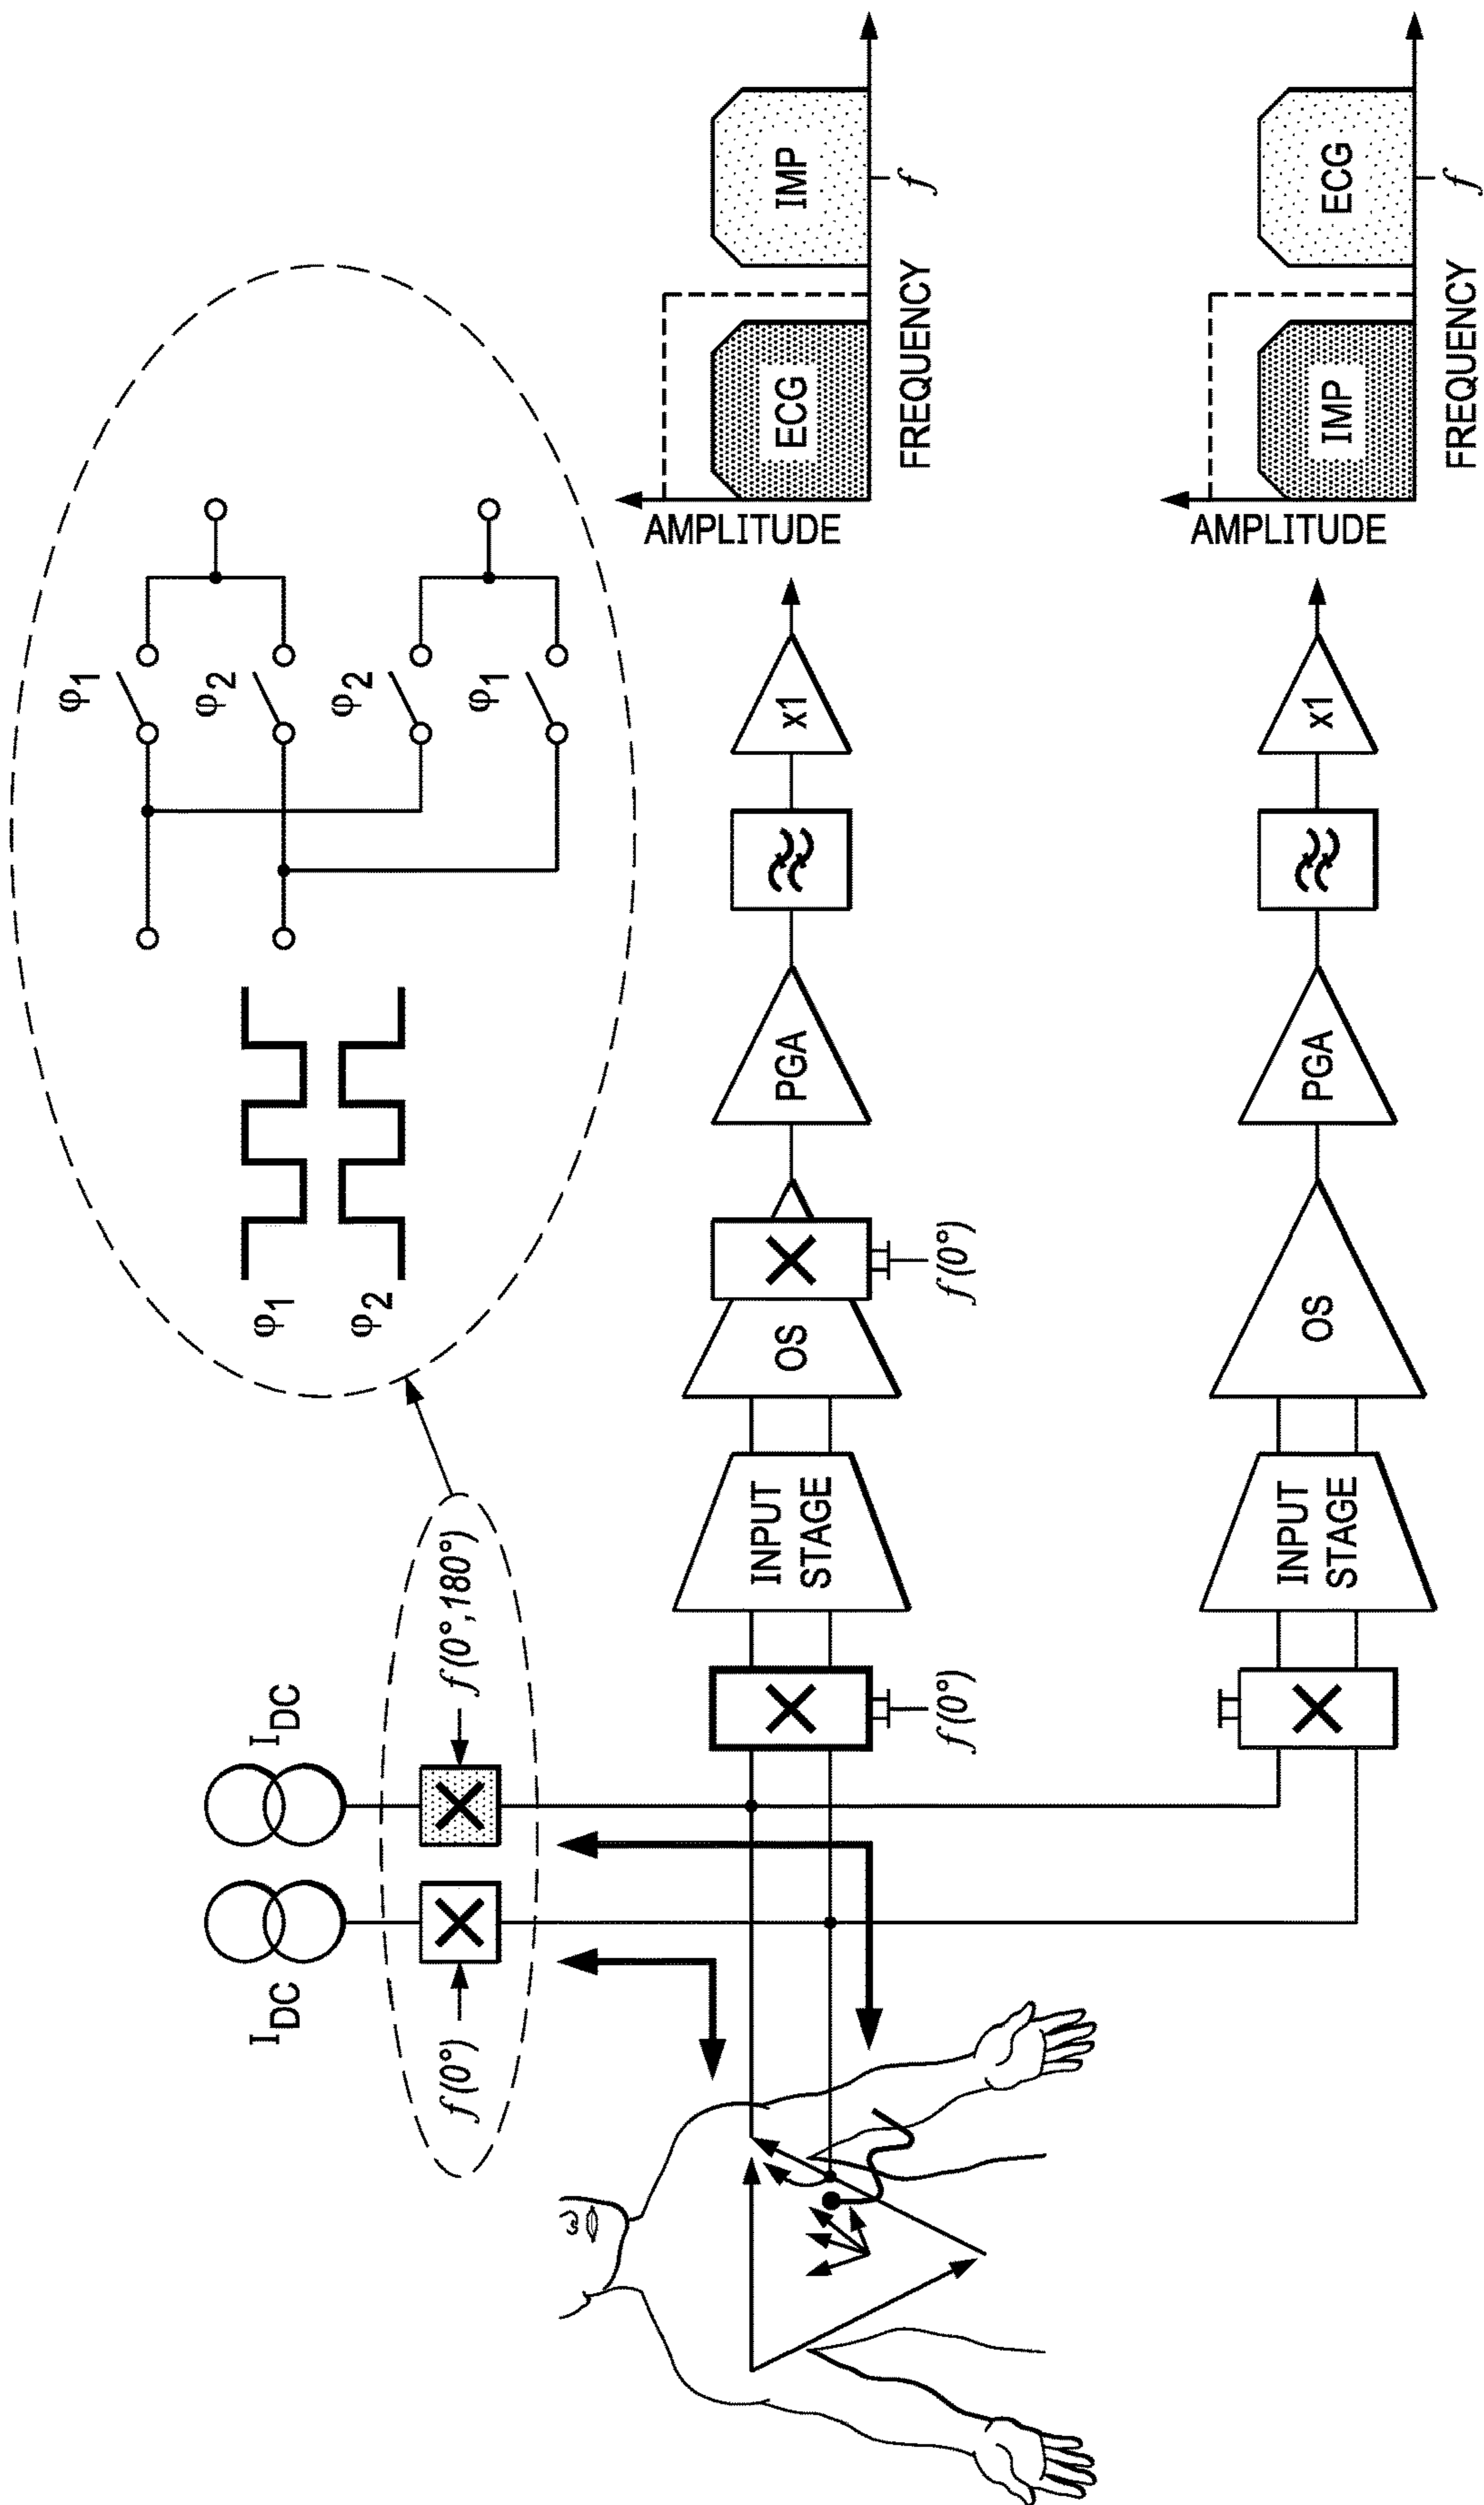 I_DC
I_DC
f(0°)
f(0°,180°)
φ1
φ2
φ1
φ2
φ2
φ1
INPUT
STAGE
OS
PGA
x1
f(0°)
f(0°)
AMPLITUDE
ECG
IMP
f
FREQUENCY
INPUT
STAGE
OS
PGA
x1
AMPLITUDE
IMP
ECG
f
FREQUENCY